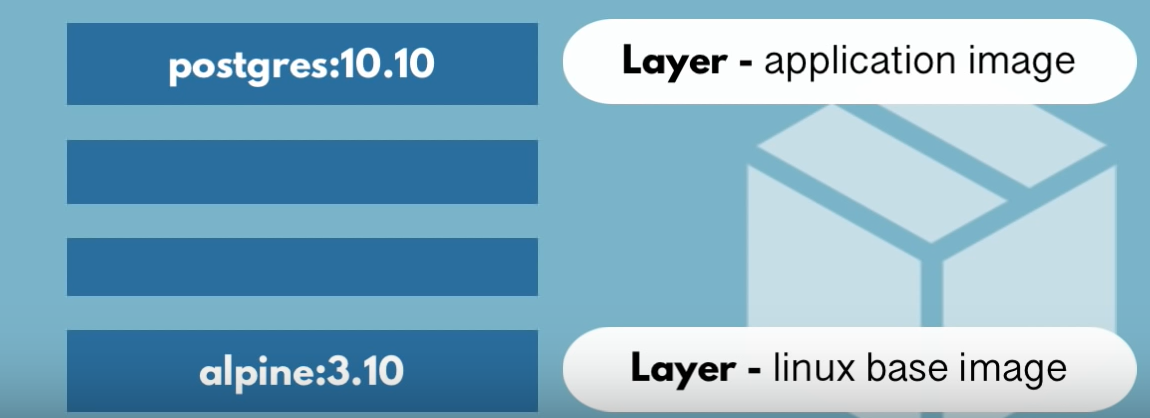 postgres:10.10
Layer - application image
alpine:3.10
Layer - linux base image